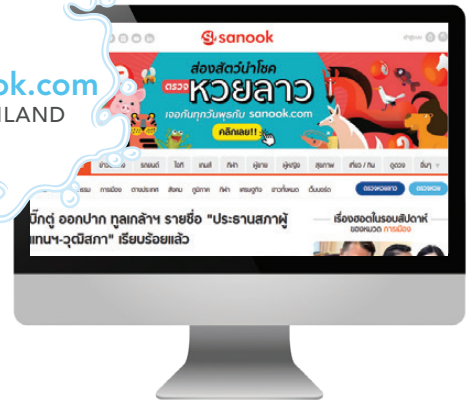 ok.com
ILAND
sanook
ส่องสัตว์นำโชค
ตรวจ
หวยลาว
เจอกันทุกวันพุธกับ sanook.com
คลิกเลย!!
รถยนต์ ไอที เกมส์ กีฬา ผู้ชาย ผู้หญิง สุขภาพ เที่ยว / กิน ดูดวง อื่นๆ
การเมือง ต่างประเทศ สังคม ภูมิภาค กีฬา เศรษฐกิจ ข่าวทั้งหมด เว็บบอร์ด ตรวจหวยลาว ตรวจหวย
บิ๊กตู่ ออกปาก ทูลเกล้าฯ รายชื่อ "ประธานสภาผู้
แทนฯ-วุฒิสภา" เรียบร้อยแล้ว
เรื่องฮอตในรอบสัปดาห์
ของหมวด การเมือง